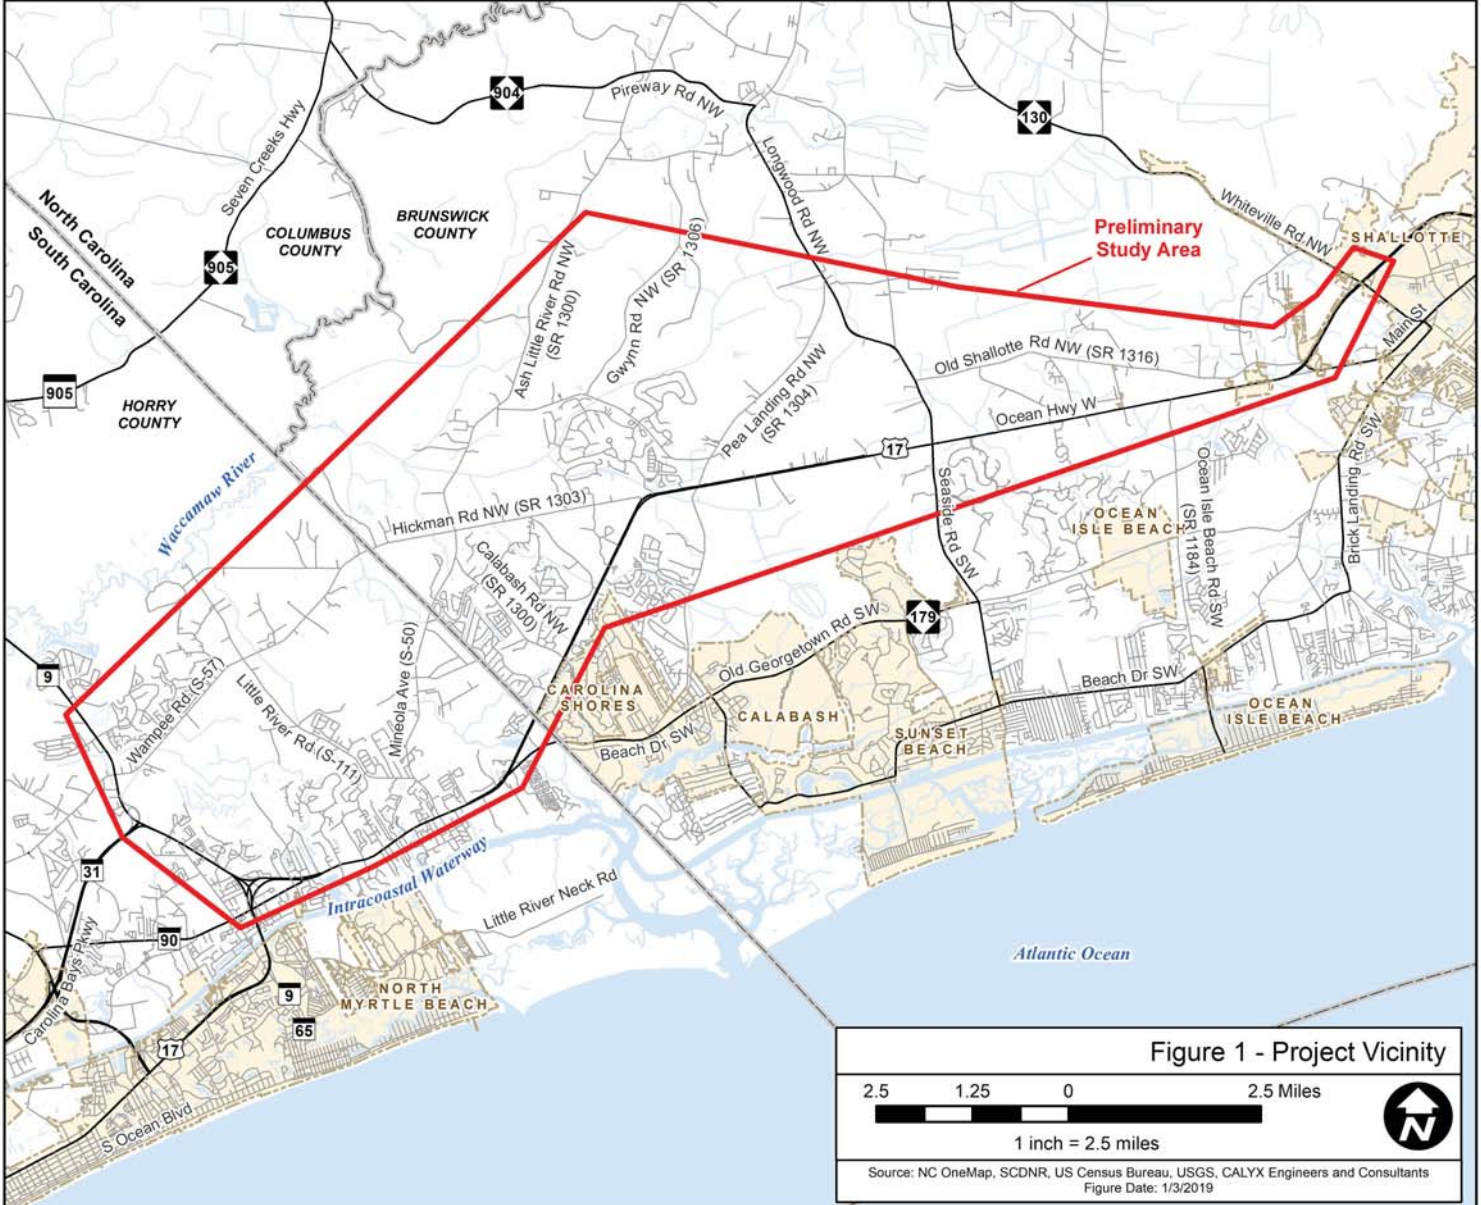 904
Pireway Rd NW
130
Seven Creeks Hwy
Longwood Rd NW
North Carolina
South Carolina
COLUMBUS
COUNTY
BRUNSWICK
COUNTY
Whiteville Rd NW
Preliminary
Study Area
SHALLOTTE
905
Ash Little River Rd NW
(SR 1300)
Gwynn Rd NW (SR 1306)
Main St
905
HORRY
COUNTY
Pea Landing Rd NW
(SR 1304)
Old Shallotte Rd NW (SR 1316)
Ocean Hwy W
17
Waccamaw River
Hickman Rd NW (SR 1303)
Seaside Rd SW
OCEAN
ISLE BEACH
Ocean Isle Beach Rd SW
(SR 1184)
Brick Landing Rd SW
Calabash Rd NW
(SR 1300)
179
Old Georgetown Rd SW
9
Wampee Rd (S-57)
Little River Rd (S-111)
Mineola Ave (S-50)
CAROLINA
SHORES
CALABASH
Beach Dr SW
SUNSET
BEACH
Beach Dr SW
OCEAN
ISLE BEACH
31
Intracoastal Waterway
Little River Neck Rd
90
Carolina Bays Pkwy
Atlantic Ocean
9
NORTH
MYRTLE BEACH
65
17
S Ocean Blvd
Figure 1 - Project Vicinity
2.5 1.25 0 2.5 Miles
1 inch = 2.5 miles
N
Source: NC OneMap, SCDNR, US Census Bureau, USGS, CALYX Engineers and Consultants
Figure Date: 1/3/2019